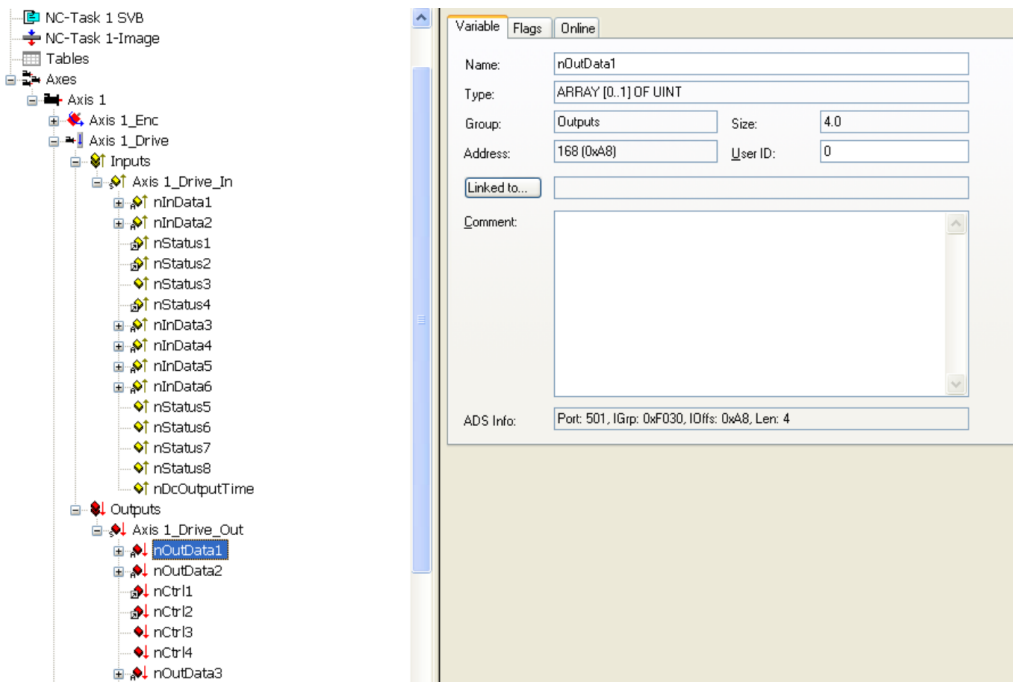 NC-Task 1 SVB
NC-Task 1-Image
Tables
Axes
Axis 1
Axis 1_Enc
Axis 1_Drive
Inputs
Axis 1_Drive_In
nInData1
nInData2
nStatus1
nStatus2
nStatus3
nStatus4
nInData3
nInData4
nInData5
nInData6
nStatus5
nStatus6
nStatus7
nStatus8
nDcOutputTime
Outputs
Axis 1_Drive_Out
nOutData1
nOutData2
nCtrl1
nCtrl2
nCtrl3
nCtrl4
nOutData3
Variable Flags Online
Name: nOutData1
Type: ARRAY [0..1] OF UINT
Group: Outputs Size: 4.0
Address: 168 (0xA8) User ID: 0
Linked to...
Comment:
ADS Info: Port: 501, IGrp: 0xF030, IOffs: 0xA8, Len: 4